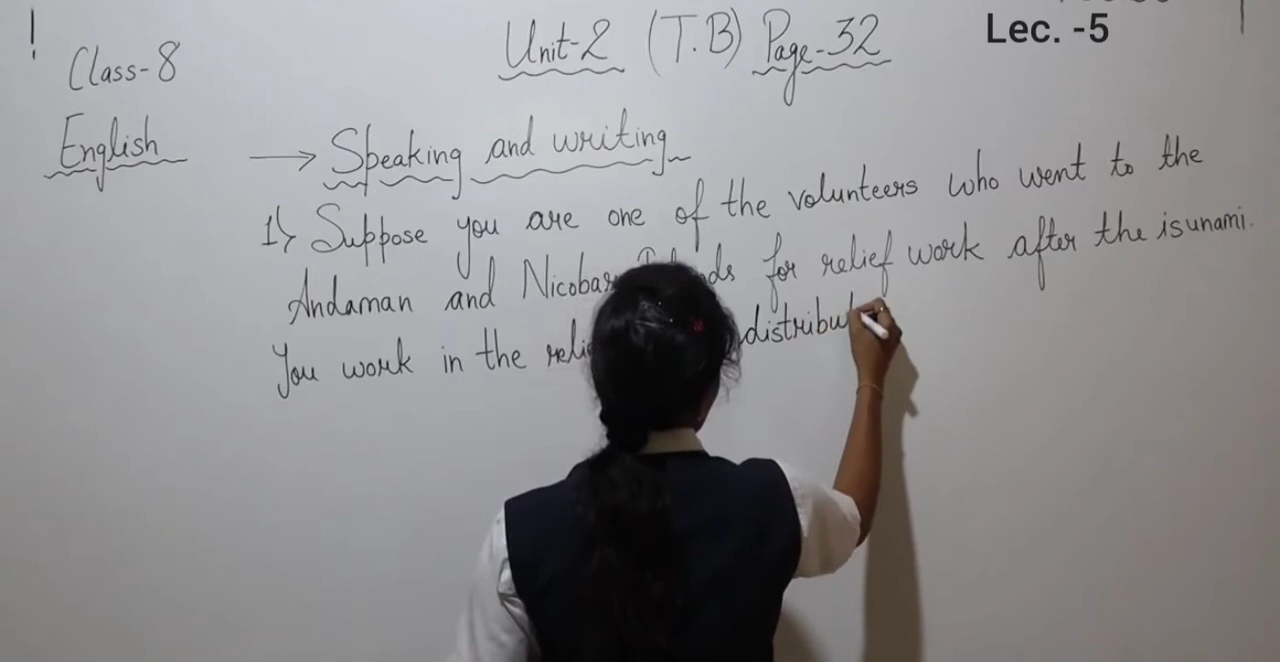 Lec. -5
Unit-2 (T.B) Page-32
Class-8
English
→ Speaking and writing
1) Suppose you are one of the volunteers who went to the
Andaman and Nicobar for relief work after the isunami.
You work in the distribu